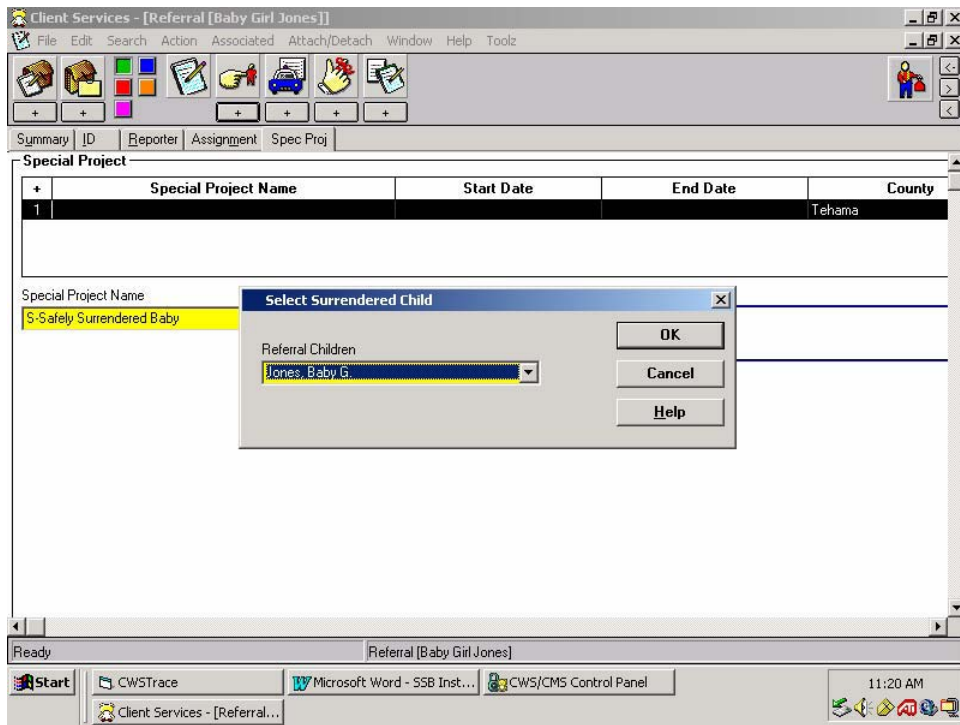 Client Services - [Referral [Baby Girl Jones]]
File Edit Search Action Associated Attach/Detach Window Help Toolz
+ + + + + +
Summary ID Reporter Assignment Spec Proj
Special Project
+ Special Project Name Start Date End Date County
1 Tehama
Special Project Name
S-Safely Surrendered Baby
Select Surrendered Child
OK
Referral Children
Jones, Baby G.
Cancel
Help
Ready Referral [Baby Girl Jones]
Start CWSTrace Microsoft Word - SSB Inst... CWS/CMS Control Panel 11:20 AM
Client Services - [Referral...